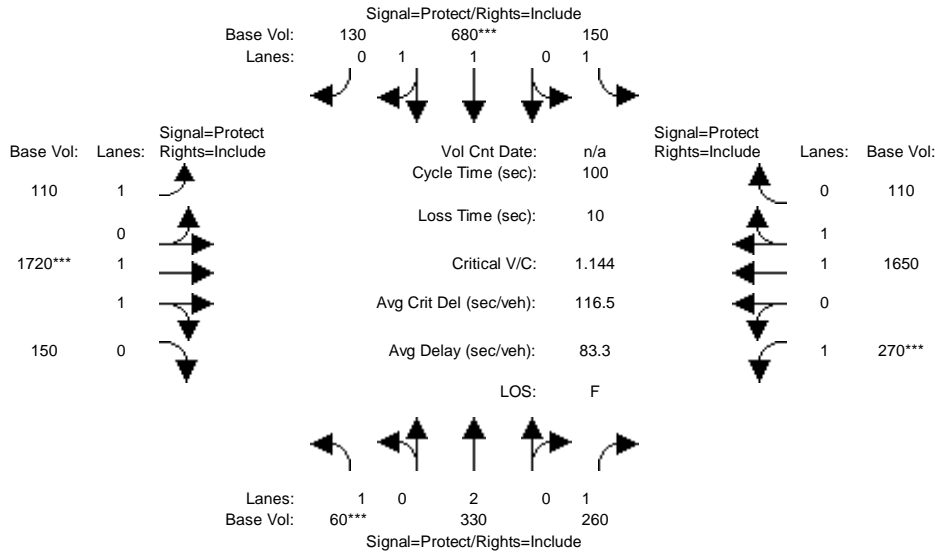 Signal=Protect/Rights=Include
Base Vol: 130 680*** 150
Lanes: 0 1 1 0 1
Signal=Protect
Base Vol: Lanes: Rights=Include
Vol Cnt Date: n/a
Signal=Protect
Rights=Include Lanes: Base Vol:
Cycle Time (sec): 100
110 1
0 110
Loss Time (sec): 10
0
1
1720*** 1
Critical V/C: 1.144
1 1650
1
Avg Crit Del (sec/veh): 116.5
0
150 0
Avg Delay (sec/veh): 83.3
1 270***
LOS: F
Lanes: 1 0 2 0 1
Base Vol: 60*** 330 260
Signal=Protect/Rights=Include